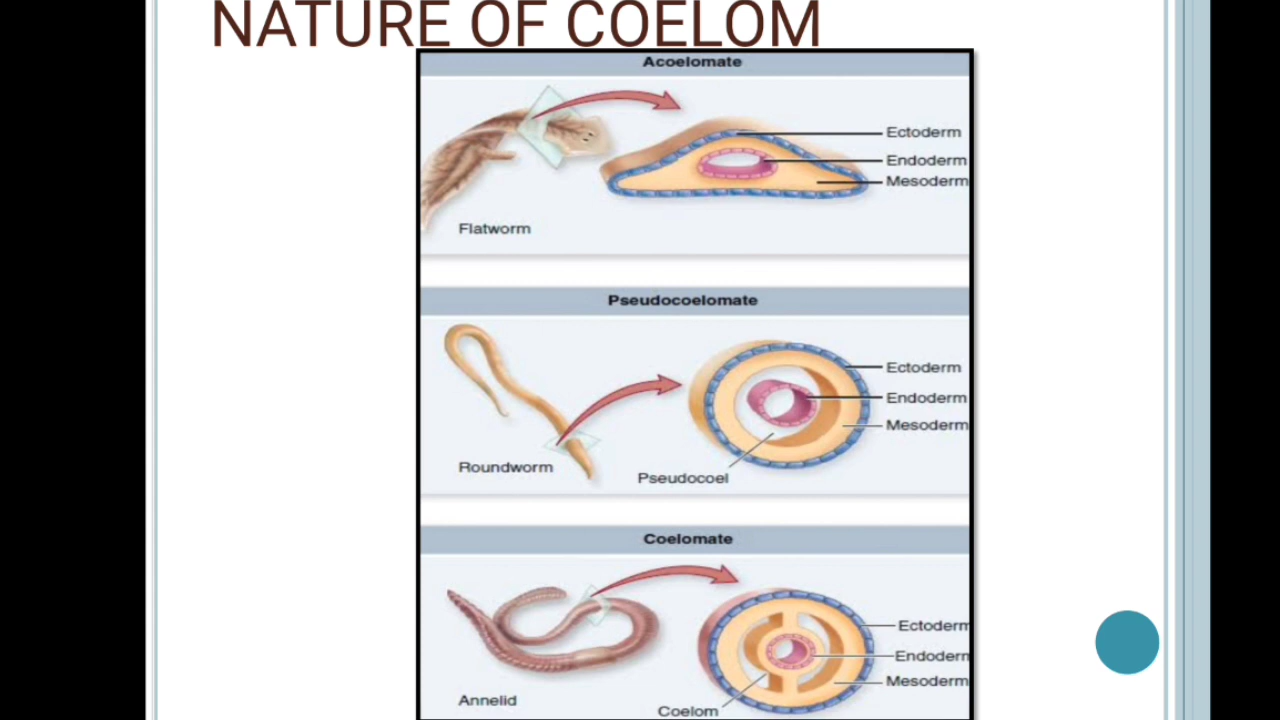 NATURE OF COELOM
Acoelomate
Ectoderm
Endoderm
Mesoderm
Flatworm
Pseudocoelomate
Ectoderm
Endoderm
Mesoderm
Roundworm
Pseudocoel
Coelomate
Ectoderm
Endoderm
Mesoderm
Annelid
Coelom